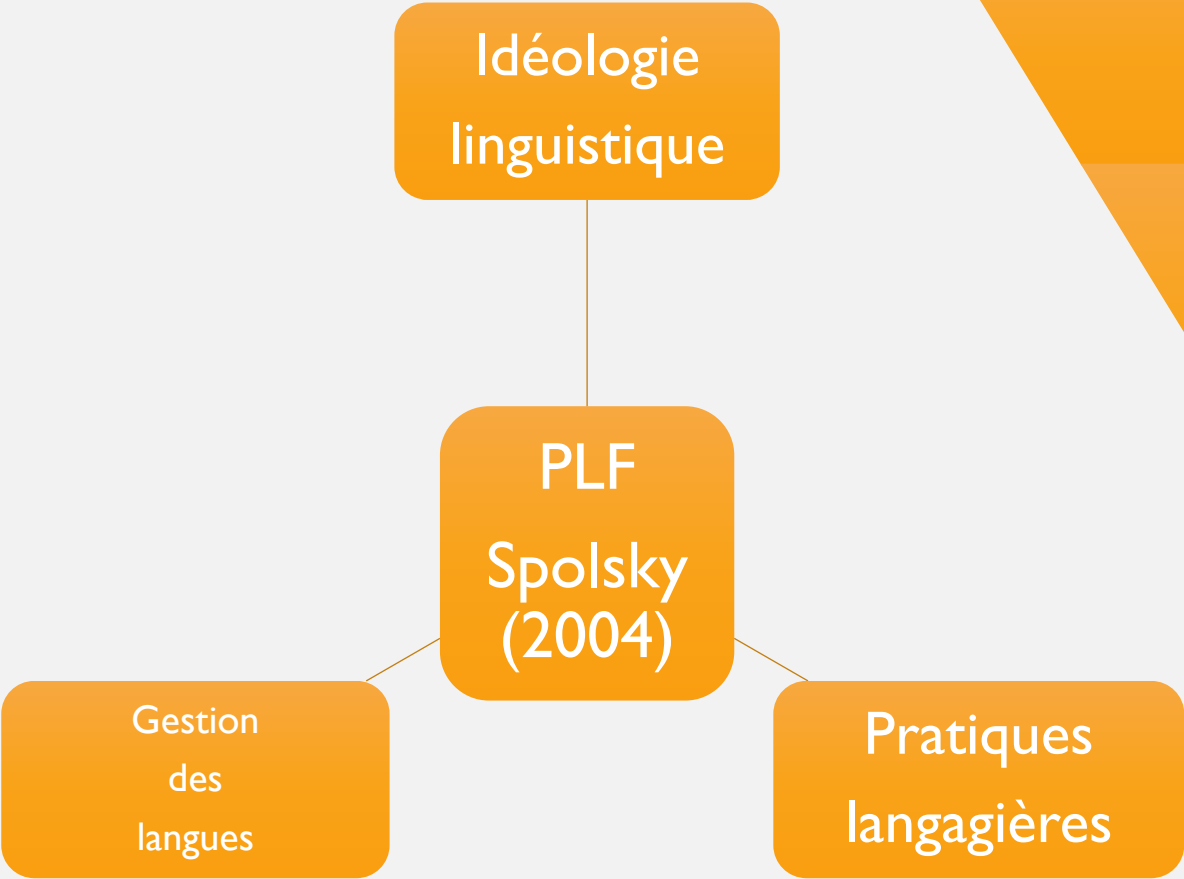 Idéologie
linguistique
PLF
Spolsky
(2004)
Gestion
des
langues
Pratiques
langagières